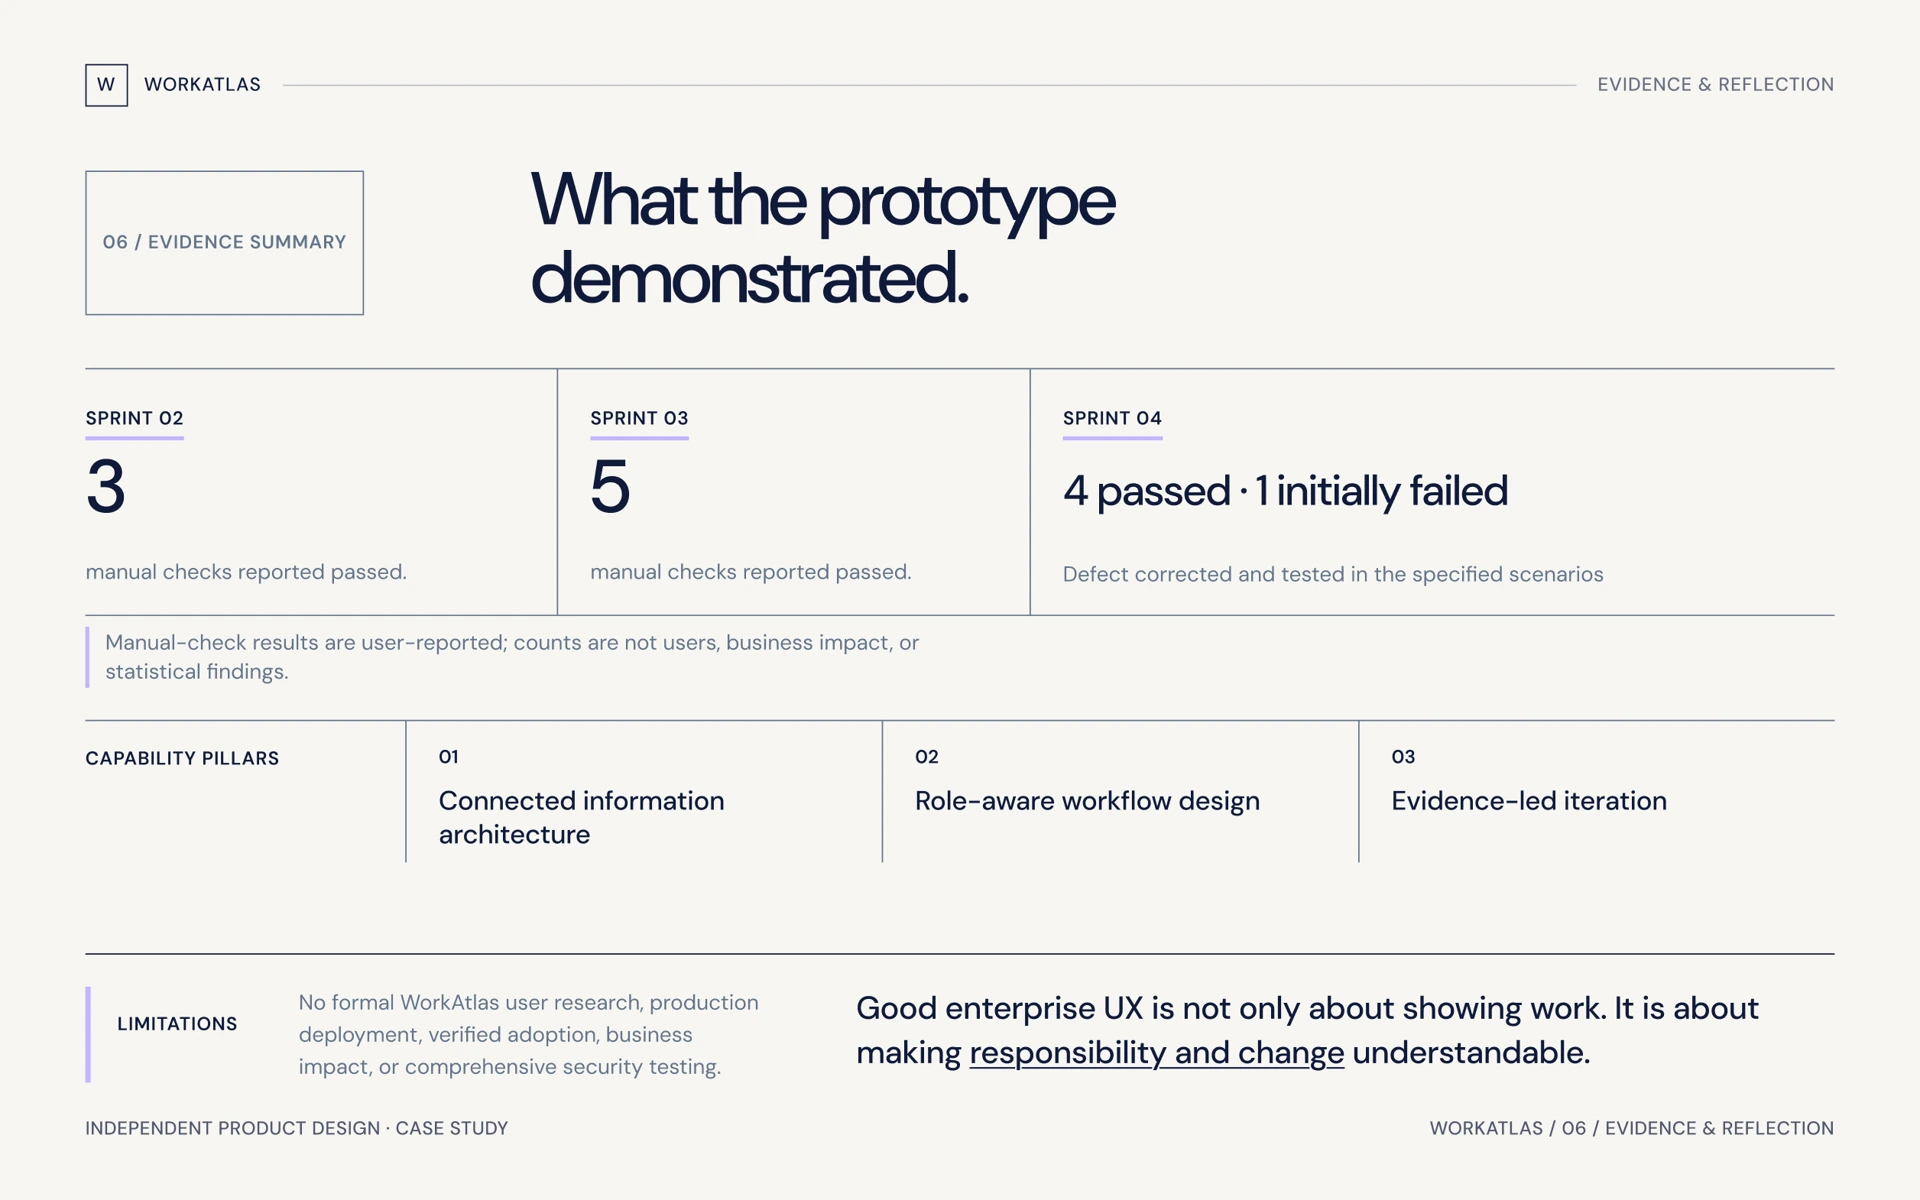 W WORKATLAS
EVIDENCE & REFLECTION
06 / EVIDENCE SUMMARY
What the prototype
demonstrated.
SPRINT 02
3
manual checks reported passed.
SPRINT 03
5
manual checks reported passed.
SPRINT 04
4 passed · 1 initially failed
Defect corrected and tested in the specified scenarios
Manual-check results are user-reported; counts are not users, business impact, or
statistical findings.
CAPABILITY PILLARS
01
Connected information
architecture
02
Role-aware workflow design
03
Evidence-led iteration
LIMITATIONS
No formal WorkAtlas user research, production
deployment, verified adoption, business
impact, or comprehensive security testing.
Good enterprise UX is not only about showing work. It is about
making responsibility and change understandable.
INDEPENDENT PRODUCT DESIGN · CASE STUDY
WORKATLAS / 06 / EVIDENCE & REFLECTION